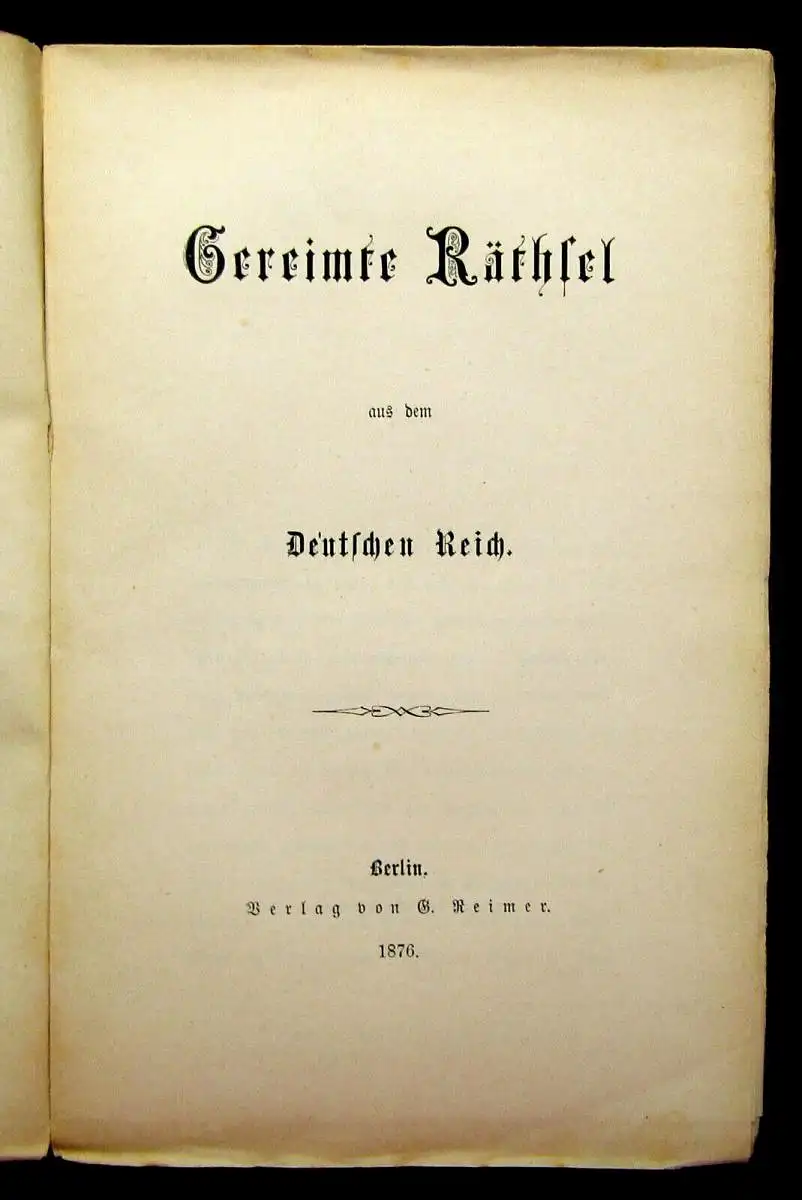 Gereimte Räthsel
aus dem
Deutschen Reich.
Berlin.
Verlag von G. Reimer.
1876.